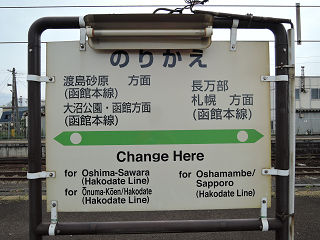 のりかえ
渡島砂原 方面
(函館本線)
大沼公園・函館方面
(函館本線)
長万部
札幌 方面
(函館本線)
Change Here
for Oshima-Sawara
(Hakodate Line)
for Ōnuma-Kōen/Hakodate
(Hakodate Line)
for Oshamambe/
Sapporo
(Hakodate Line)